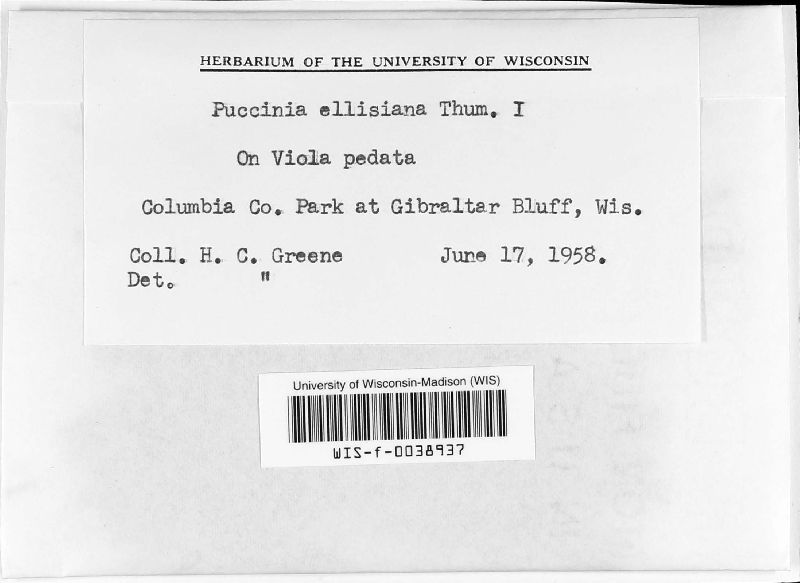 HERBARIUM OF THE UNIVERSITY OF WISCONSIN
Puccinia ellisiana Thum. I
On Viola pedata
Columbia Co. Park at Gibraltar Bluff, Wis.
Coll. H. C. Greene June 17, 1958.
Det. "
University of Wisconsin-Madison (WIS)
WIS-f-0038937